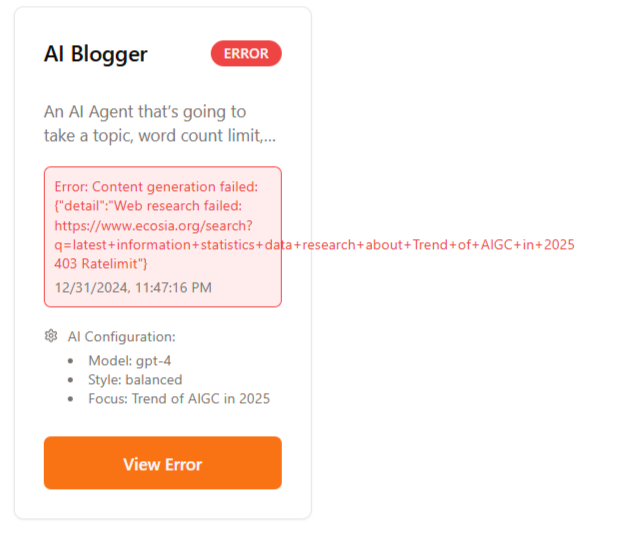 AI Blogger
ERROR
An AI Agent that's going to
take a topic, word count limit,...
Error: Content generation failed:
{"detail":"Web research failed:
https://www.ecosia.org/search?
q=latest+information+statistics+data+research+about+Trend+of+AIGC+in+2025
403 Ratelimit"}
12/31/2024, 11:47:16 PM
AI Configuration:
• Model: gpt-4
• Style: balanced
• Focus: Trend of AIGC in 2025
View Error